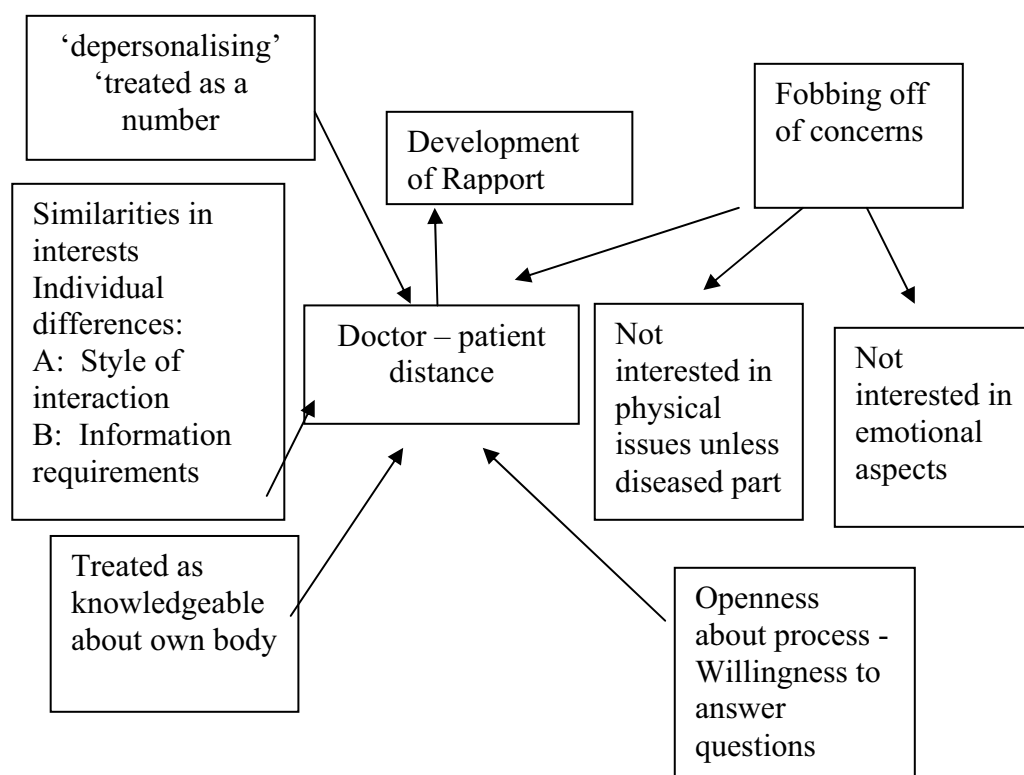 ‘depersonalising’
‘treated as a
number
Development
of Rapport
Fobbing off
of concerns
Similarities in
interests
Individual
differences:
A:  Style of
interaction
B:  Information
requirements
Doctor – patient
distance
Not
interested in
physical
issues unless
diseased part
Not
interested in
emotional
aspects
Treated as
knowledgeable
about own body
Openness
about process -
Willingness to
answer
questions